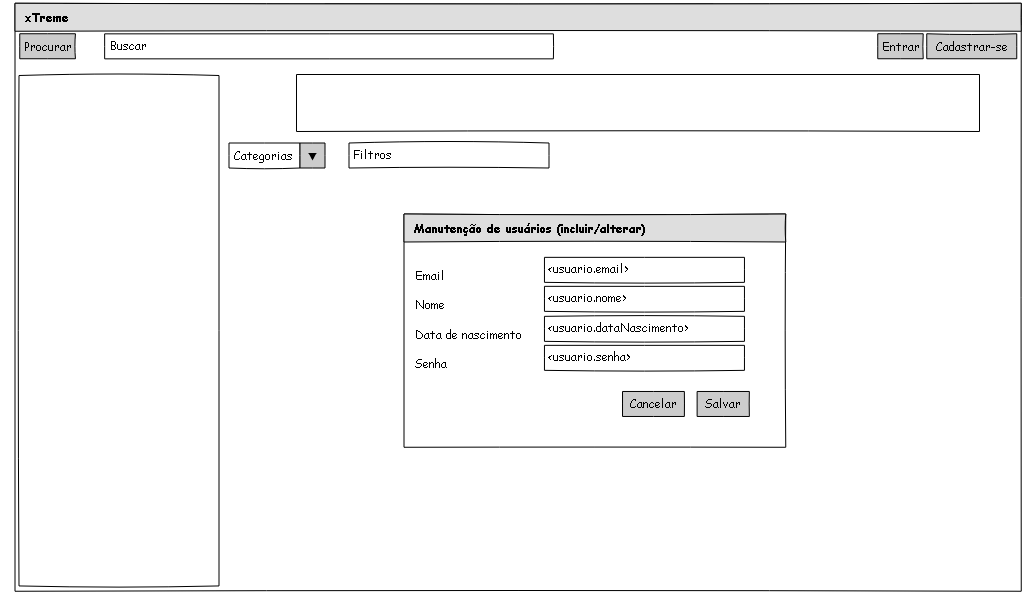 xTreme
Procurar
Buscar
Entrar
Cadastrar-se
Categorias ▼
Filtros
Manutenção de usuários (incluir/alterar)
Email
<usuario.email>
Nome
<usuario.nome>
Data de nascimento
<usuario.dataNascimento>
Senha
<usuario.senha>
Cancelar
Salvar